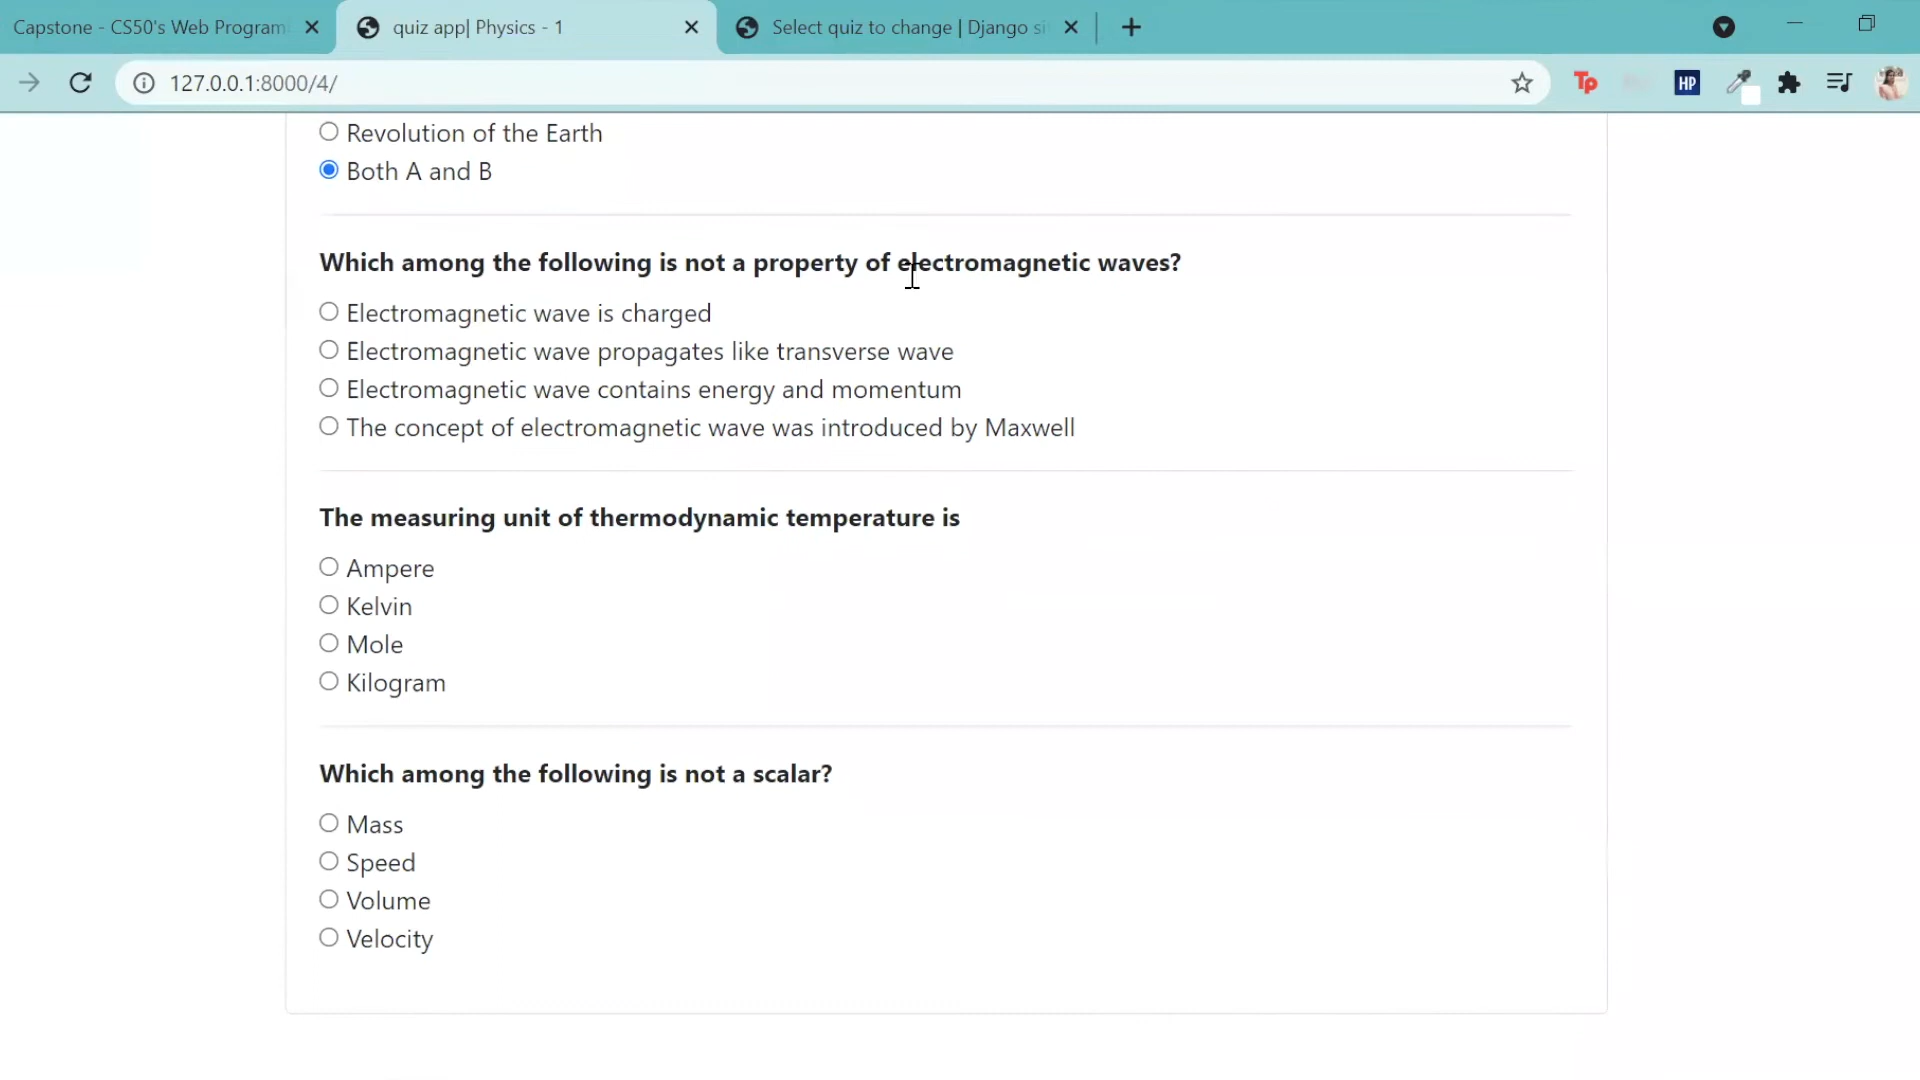 Capstone - CS50's Web Program
quiz app| Physics - 1
Select quiz to change | Django si
127.0.0.1:8000/4/
Tp
HP
Revolution of the Earth
Both A and B
Which among the following is not a property of electromagnetic waves?
Electromagnetic wave is charged
Electromagnetic wave propagates like transverse wave
Electromagnetic wave contains energy and momentum
The concept of electromagnetic wave was introduced by Maxwell
The measuring unit of thermodynamic temperature is
Ampere
Kelvin
Mole
Kilogram
Which among the following is not a scalar?
Mass
Speed
Volume
Velocity